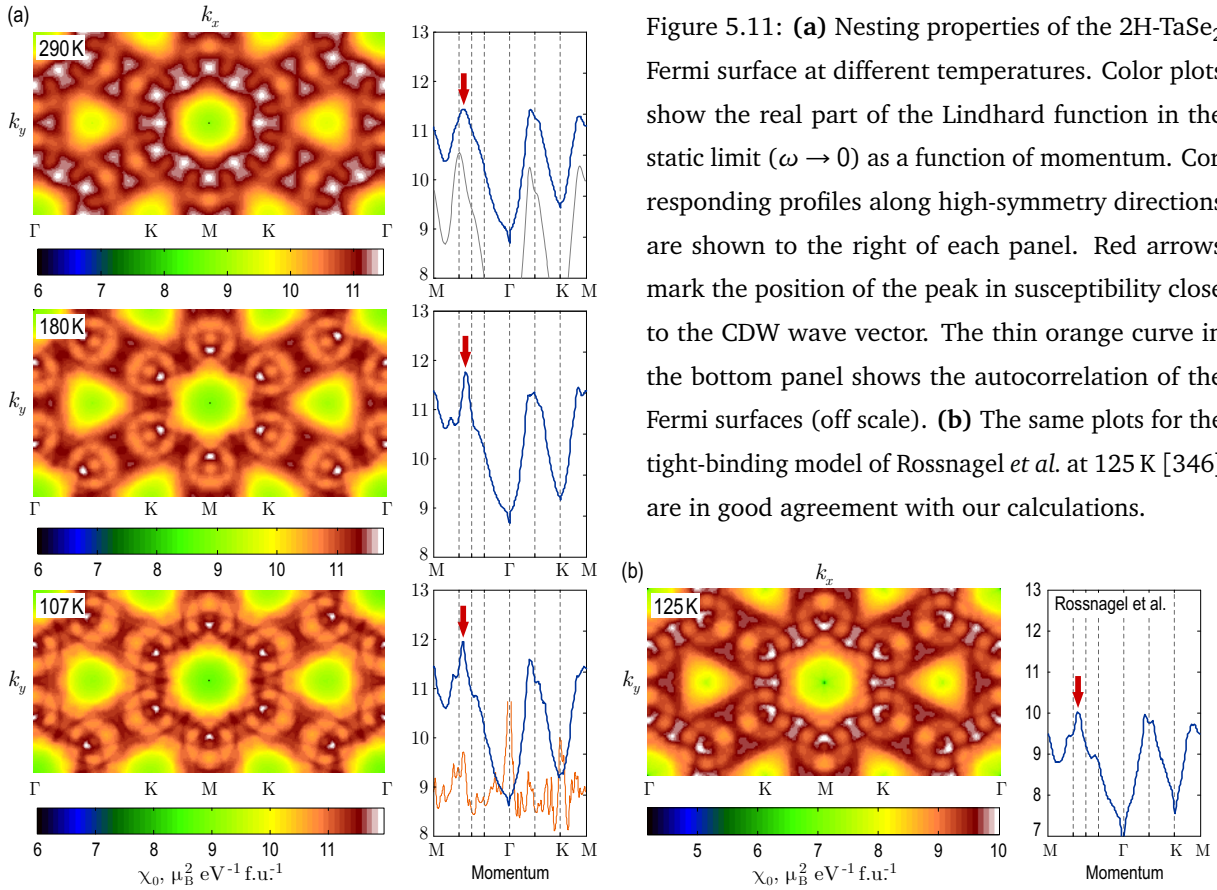 (a)
k_x
290 K
k_y
Γ K M K Γ
6 7 8 9 10 11
13
12
11
10
9
8
M Γ K M
180 K
k_y
Γ K M K Γ
6 7 8 9 10 11
13
12
11
10
9
8
M Γ K M
107 K
k_y
Γ K M K Γ
6 7 8 9 10 11
χ₀, μ_B² eV⁻¹ f.u.⁻¹
13
12
11
10
9
8
M Γ K M
Momentum
Figure 5.11: (a) Nesting properties of the 2H-TaSe₂
Fermi surface at different temperatures. Color plots
show the real part of the Lindhard function in the
static limit (ω → 0) as a function of momentum. Cor
responding profiles along high-symmetry directions
are shown to the right of each panel. Red arrows
mark the position of the peak in susceptibility close
to the CDW wave vector. The thin orange curve in
the bottom panel shows the autocorrelation of the
Fermi surfaces (off scale). (b) The same plots for the
tight-binding model of Rossnagel et al. at 125 K [346]
are in good agreement with our calculations.
(b)
k_x
125 K
k_y
Γ K M K Γ
5 6 7 8 9 10
χ₀, μ_B² eV⁻¹ f.u.⁻¹
Rossnagel et al.
13
12
11
10
9
8
7
M Γ K M
Momentum